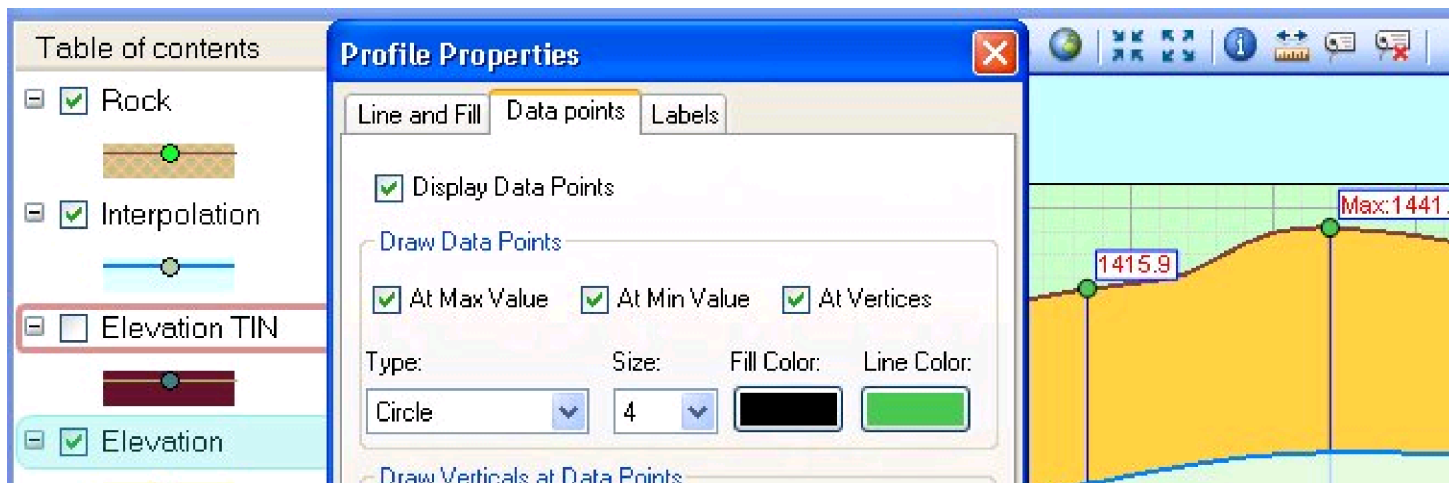 Table of contents
Rock
Interpolation
Elevation TIN
Elevation
Profile Properties
Line and Fill
Data points
Labels
Display Data Points
Draw Data Points
At Max Value
At Min Value
At Vertices
Type:
Size:
Fill Color:
Line Color:
Circle
4
Draw Verticals at Data Points
1415.9
Max:1441.